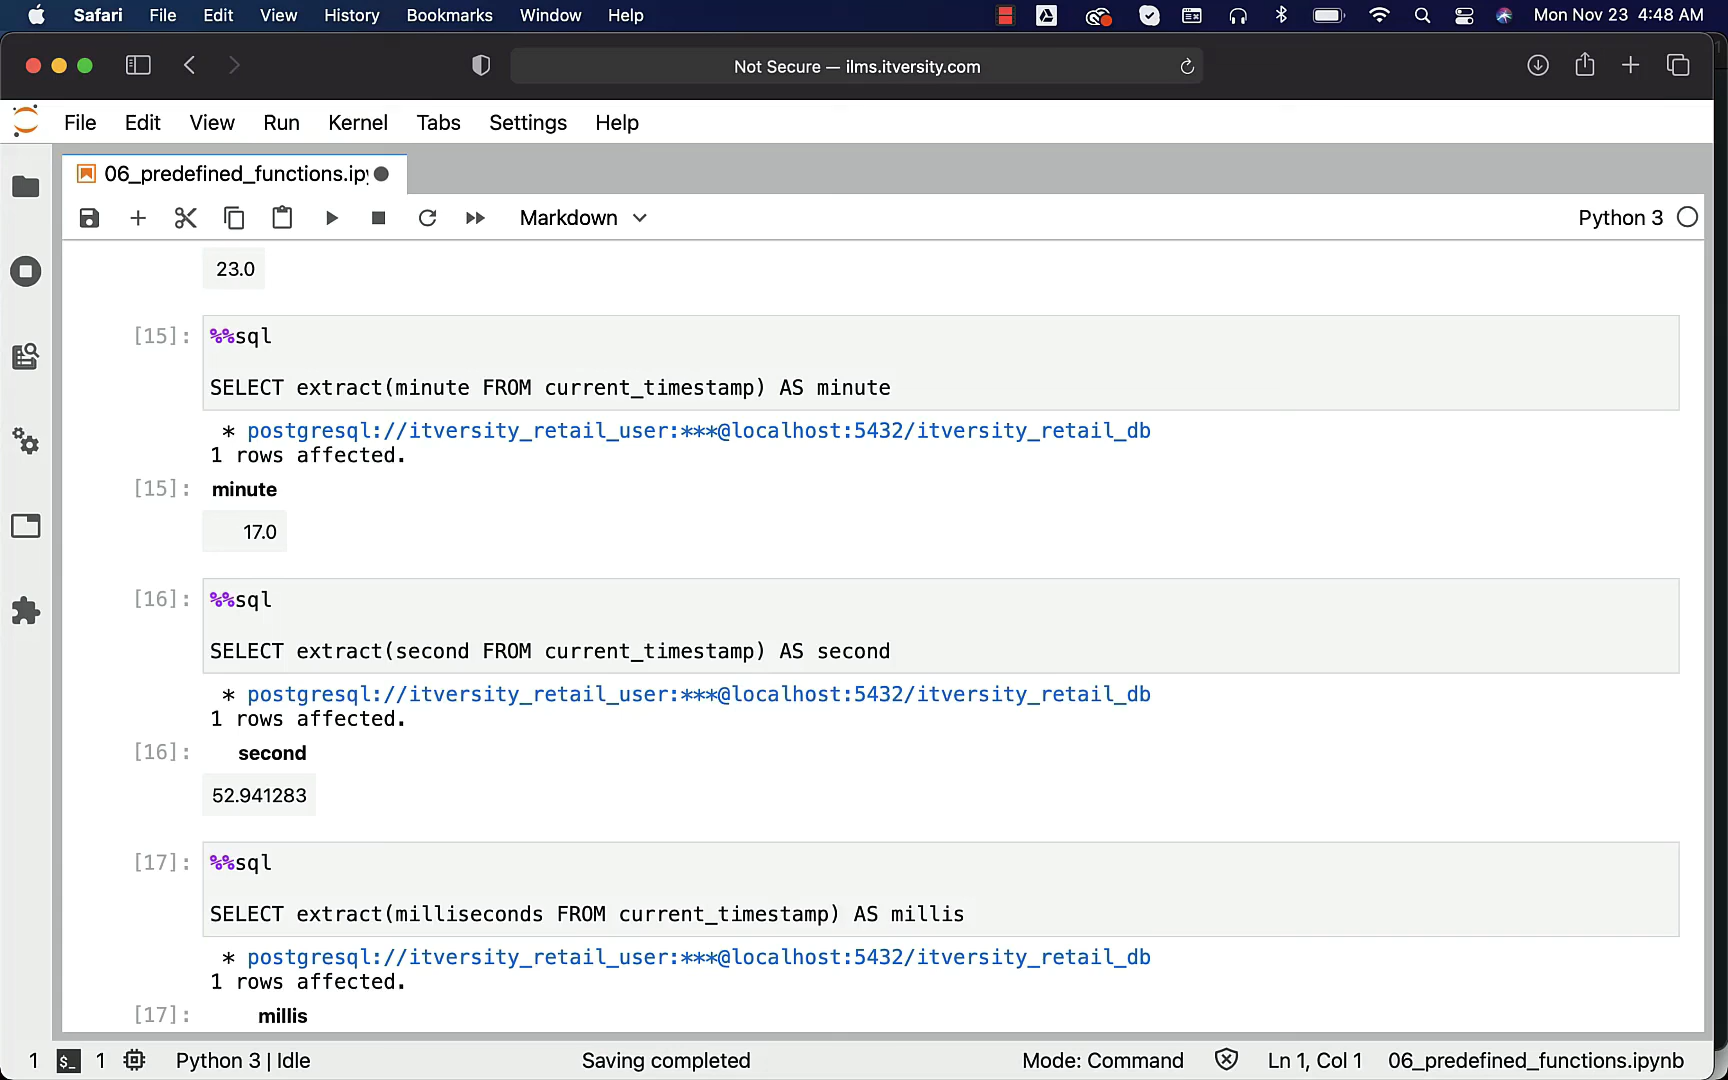 Safari File Edit View History Bookmarks Window Help Mon Nov 23 4:48 AM
Not Secure — ilms.itversity.com
File Edit View Run Kernel Tabs Settings Help
06_predefined_functions.ip
Markdown Python 3
23.0
[15]: %%sql
SELECT extract(minute FROM current_timestamp) AS minute
* postgresql://itversity_retail_user:***@localhost:5432/itversity_retail_db
1 rows affected.
[15]: minute
17.0
[16]: %%sql
SELECT extract(second FROM current_timestamp) AS second
* postgresql://itversity_retail_user:***@localhost:5432/itversity_retail_db
1 rows affected.
[16]: second
52.941283
[17]: %%sql
SELECT extract(milliseconds FROM current_timestamp) AS millis
* postgresql://itversity_retail_user:***@localhost:5432/itversity_retail_db
1 rows affected.
[17]: millis
1 $_ 1 Python 3 | Idle Saving completed Mode: Command Ln 1, Col 1 06_predefined_functions.ipynb